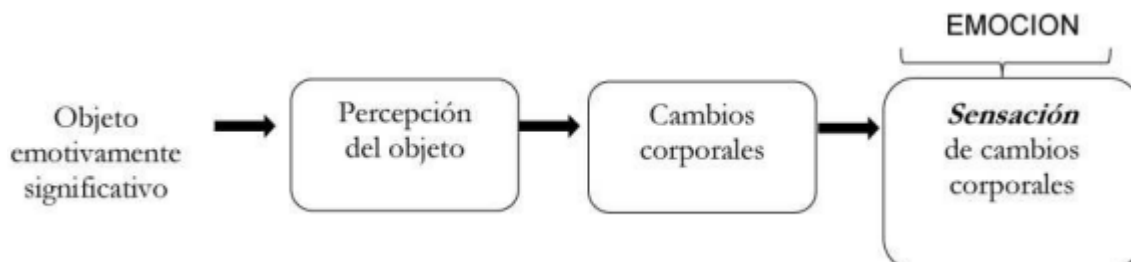 EMOCION
Objeto
emotivamente
significativo
Percepción
del objeto
Cambios
corporales
Sensación
de cambios
corporales